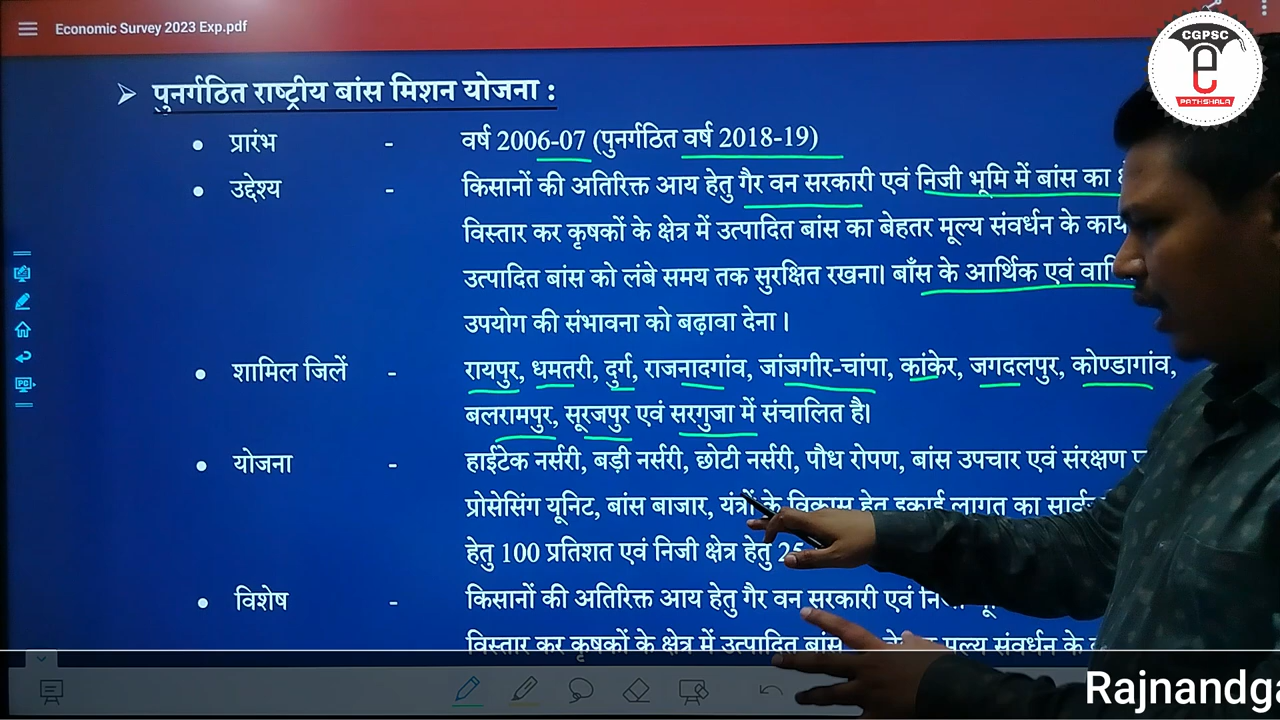 Economic Survey 2023 Exp.pdf
CGPSC
e
PATHSHALA
➢ पुनर्गठित राष्ट्रीय बांस मिशन योजना :
• प्रारंभ - वर्ष 2006-07 (पुनर्गठित वर्ष 2018-19)
• उद्देश्य - किसानों की अतिरिक्त आय हेतु गैर वन सरकारी एवं निजी भूमि में बांस का
विस्तार कर कृषकों के क्षेत्र में उत्पादित बांस का बेहतर मूल्य संवर्धन के
उत्पादित बांस को लंबे समय तक सुरक्षित रखना। बाँस के आर्थिक एवं
उपयोग की संभावना को बढ़ावा देना ।
• शामिल जिलें - रायपुर, धमतरी, दुर्ग, राजनादगांव, जांजगीर-चांपा, कांकेर, जगदलपुर, कोण्डागांव,
बलरामपुर, सूरजपुर एवं सरगुजा में संचालित है।
• योजना - हाईटेक नर्सरी, बड़ी नर्सरी, छोटी नर्सरी, पौध रोपण, बांस उपचार एवं संरक्षण
प्रोसेसिंग यूनिट, बांस बाजार, यंत्रों के विकास हेतु इकाई लागत का
हेतु 100 प्रतिशत एवं निजी क्षेत्र हेतु
• विशेष - किसानों की अतिरिक्त आय हेतु गैर वन सरकारी एवं
विस्तार कर कृषकों के क्षेत्र में उत्पादित बांस मूल्य संवर्धन के